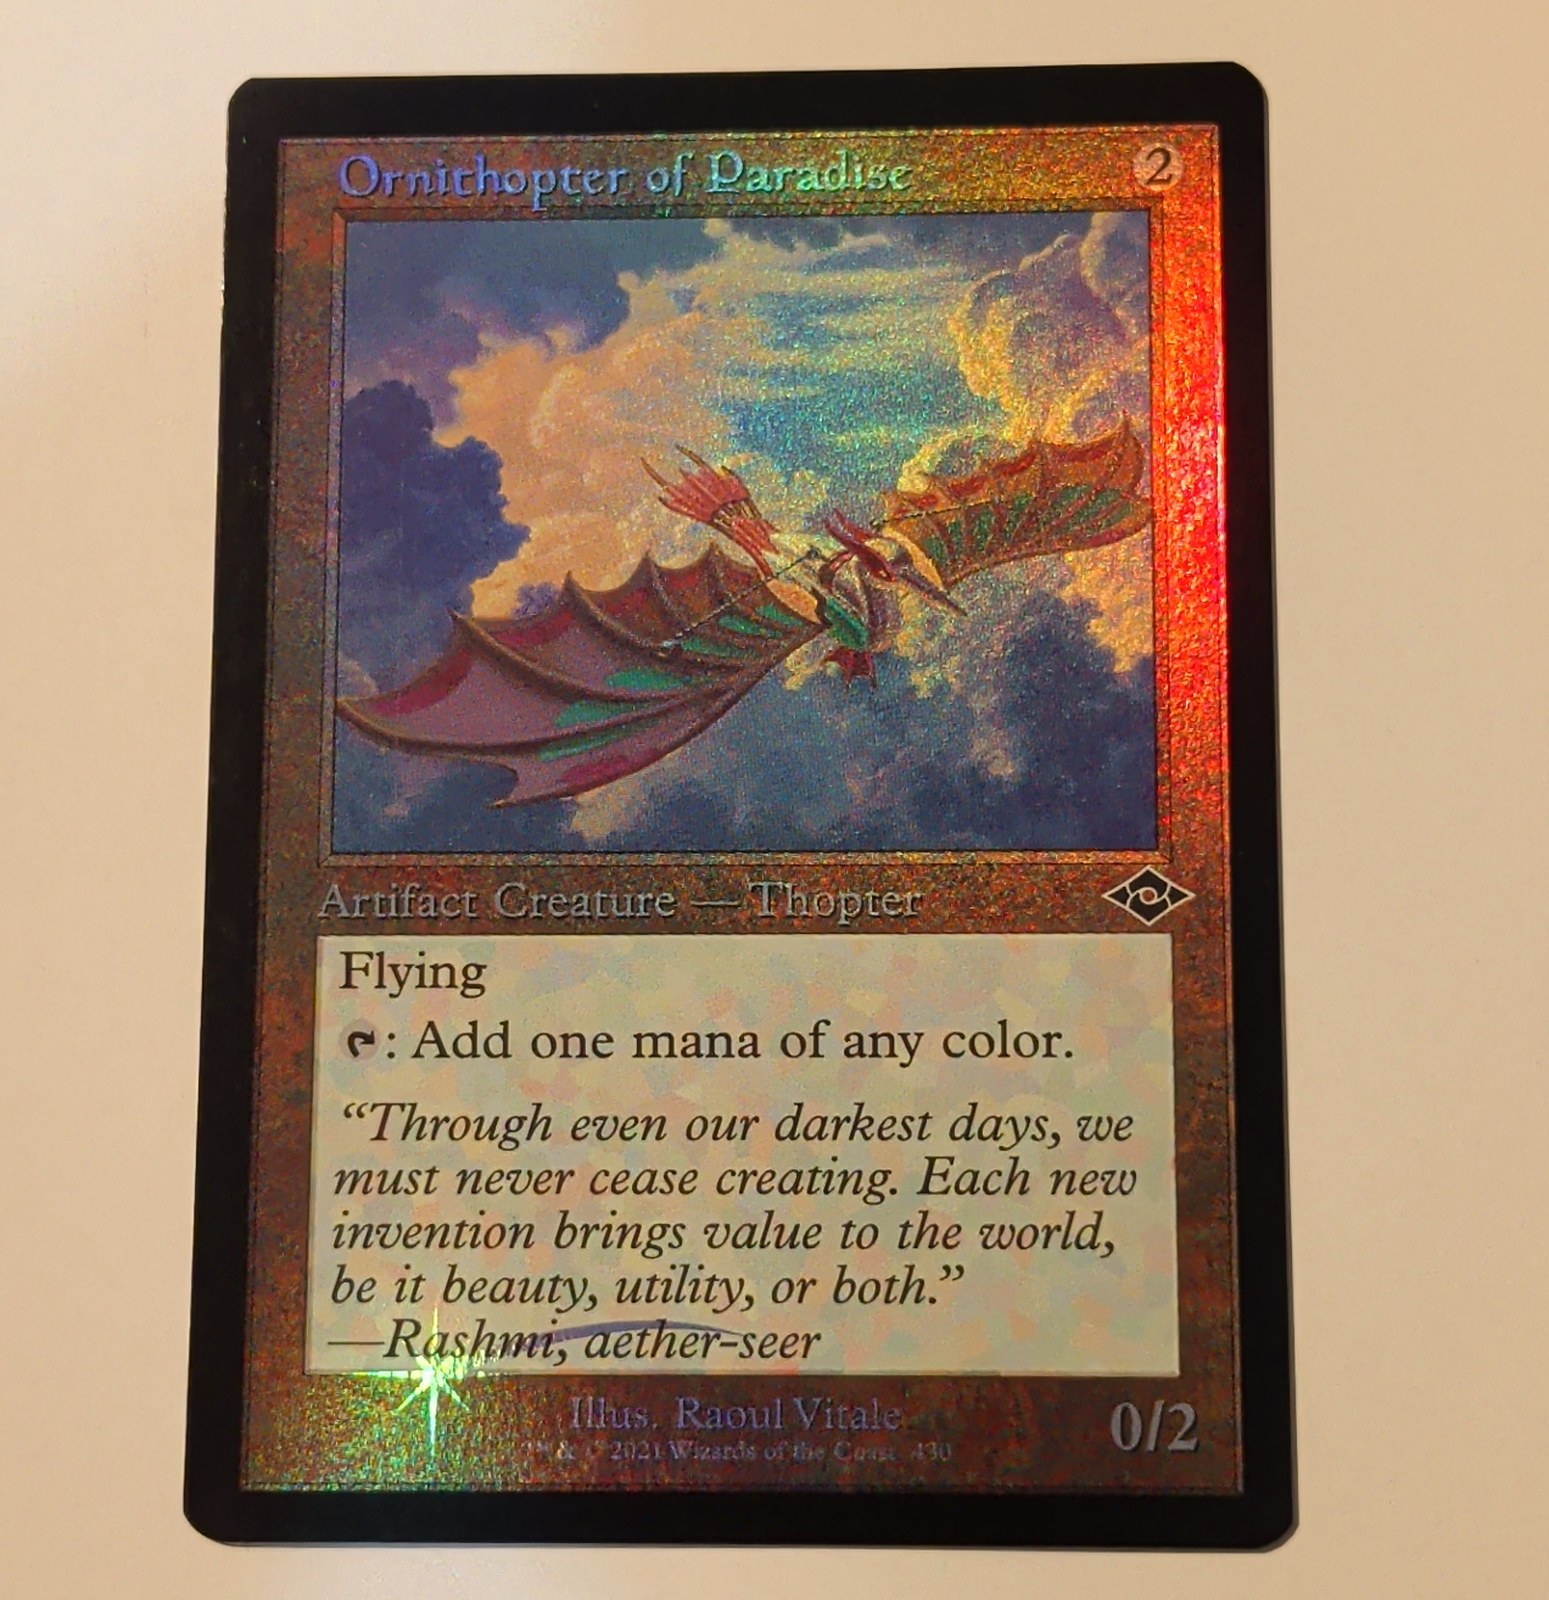 Ornithopter of Paradise 2
Artifact Creature — Thopter
Flying
: Add one mana of any color.
“Through even our darkest days, we
must never cease creating. Each new
invention brings value to the world,
be it beauty, utility, or both.”
—Rashmi, aether-seer
Illus. Raoul Vitale
™ & © 2021 Wizards of the Coast 430
0/2